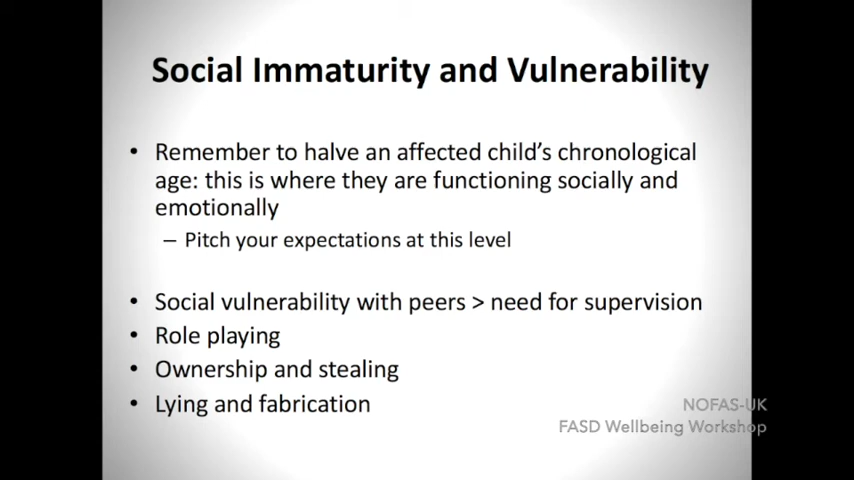 Social Immaturity and Vulnerability
• Remember to halve an affected child's chronological
age: this is where they are functioning socially and
emotionally
– Pitch your expectations at this level
• Social vulnerability with peers > need for supervision
• Role playing
• Ownership and stealing
• Lying and fabrication
NOFAS-UK
FASD Wellbeing Workshop